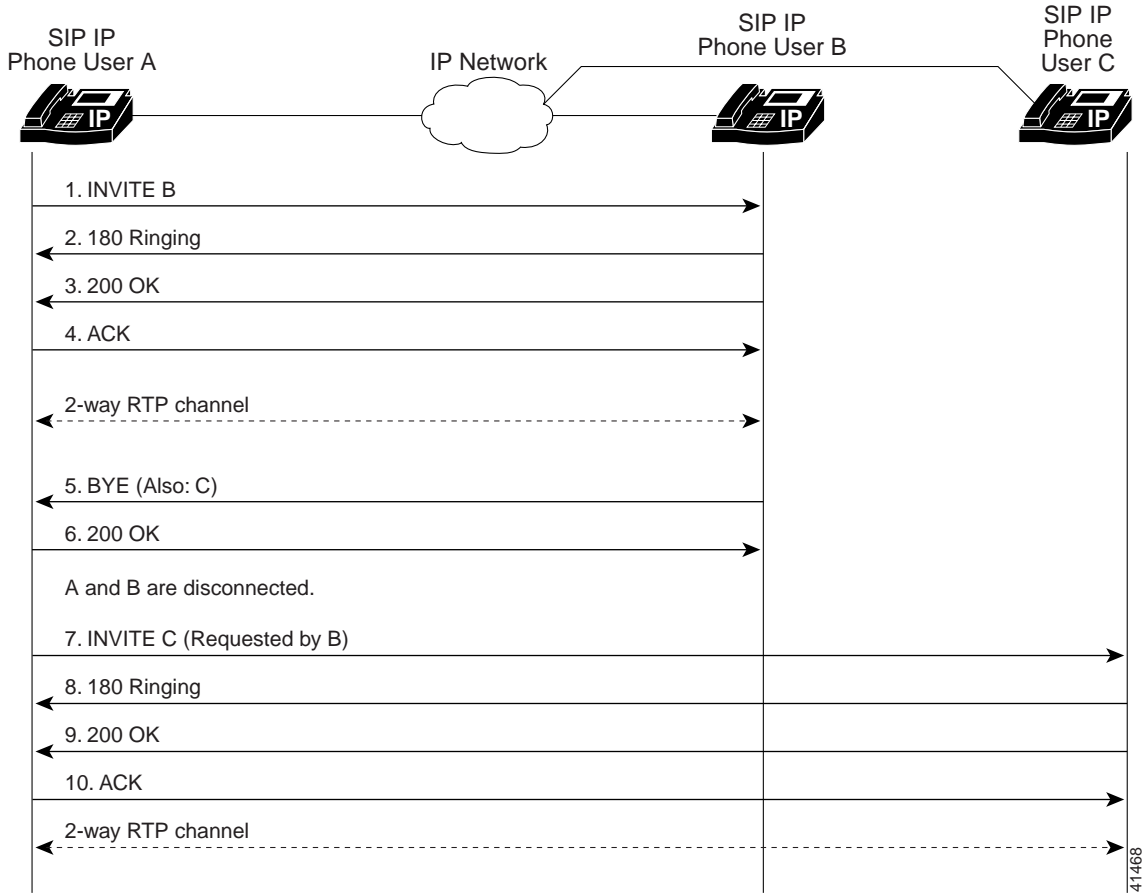 SIP IP
Phone User A
IP Network
SIP IP
Phone User B
SIP IP
Phone
User C
IP
IP
IP
1. INVITE B
2. 180 Ringing
3. 200 OK
4. ACK
2-way RTP channel
5. BYE (Also: C)
6. 200 OK
A and B are disconnected.
7. INVITE C (Requested by B)
8. 180 Ringing
9. 200 OK
10. ACK
2-way RTP channel
41468